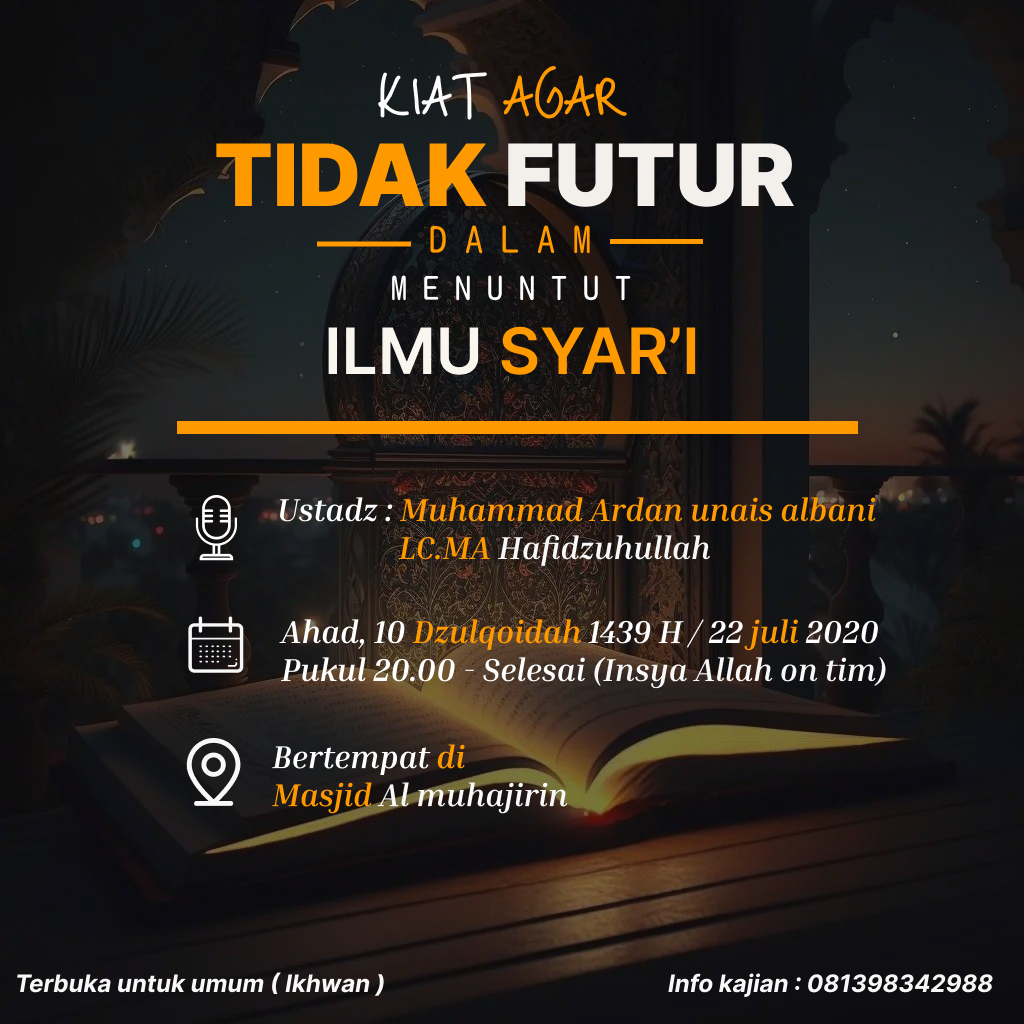 KIAT AGAR
TIDAK FUTUR
DALAM
MENUNTUT
ILMU SYAR'I
Ustadz : Muhammad Ardan unais albani
LC.MA Hafidzuhullah
Ahad, 10 Dzulqoidah 1439 H / 22 juli 2020
Pukul 20.00 - Selesai (Insya Allah on tim)
Bertempat di
Masjid Al muhajirin
Terbuka untuk umum ( Ikhwan )
Info kajian : 081398342988